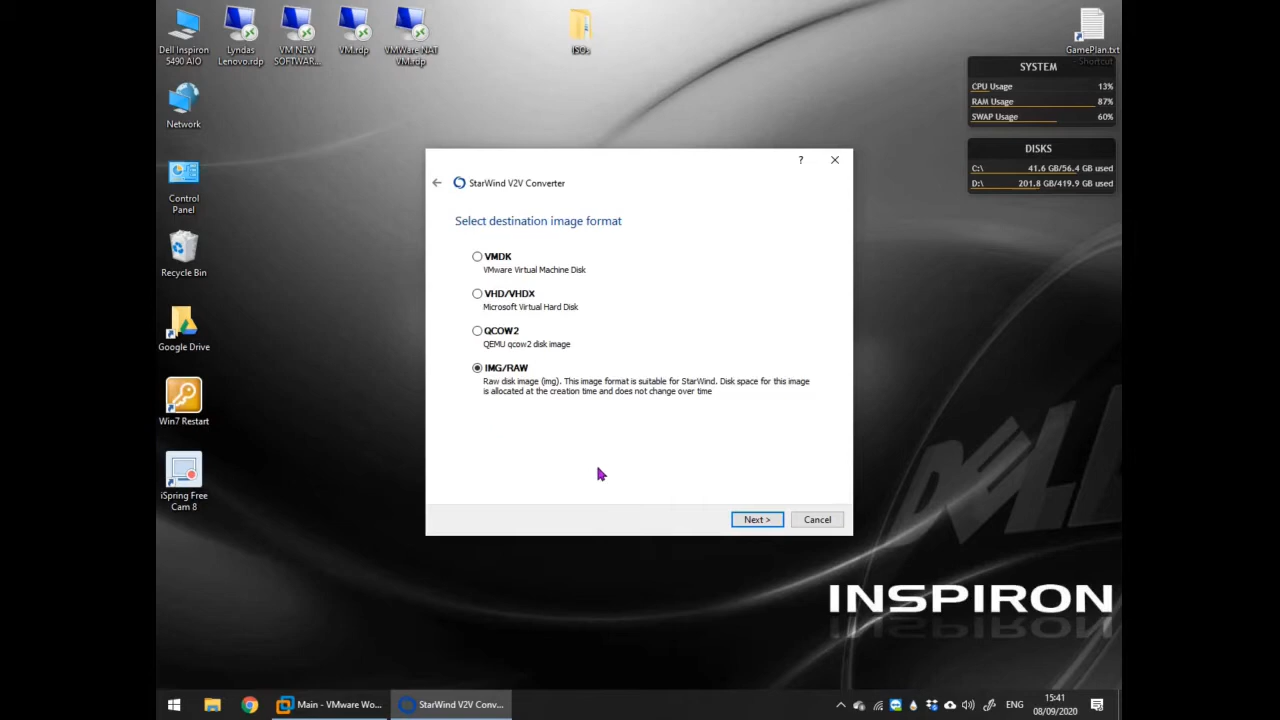 Dell Inspiron
5490 AIO
Lyndas
Lenovo.rdp
VM NEW
SOFTWAR...
VM.rdp
VMWare NAT
VM.rdp
ISOs
GamePlan.txt
Shortcut
Network
Control
Panel
Recycle Bin
Google Drive
Win7 Restart
iSpring Free
Cam 8
SYSTEM
CPU Usage 13%
RAM Usage 87%
SWAP Usage 60%
DISKS
C:\ 41.6 GB/56.4 GB used
D:\ 201.8 GB/419.9 GB used
?
StarWind V2V Converter
Select destination image format
VMDK
VMware Virtual Machine Disk
VHD/VHDX
Microsoft Virtual Hard Disk
QCOW2
QEMU qcow2 disk image
IMG/RAW
Raw disk image (img). This image format is suitable for StarWind. Disk space for this image
is allocated at the creation time and does not change over time
Next >
Cancel
DELL
INSPIRON
Main - VMware Wo...
StarWind V2V Conv...
ENG
15:41
08/09/2020